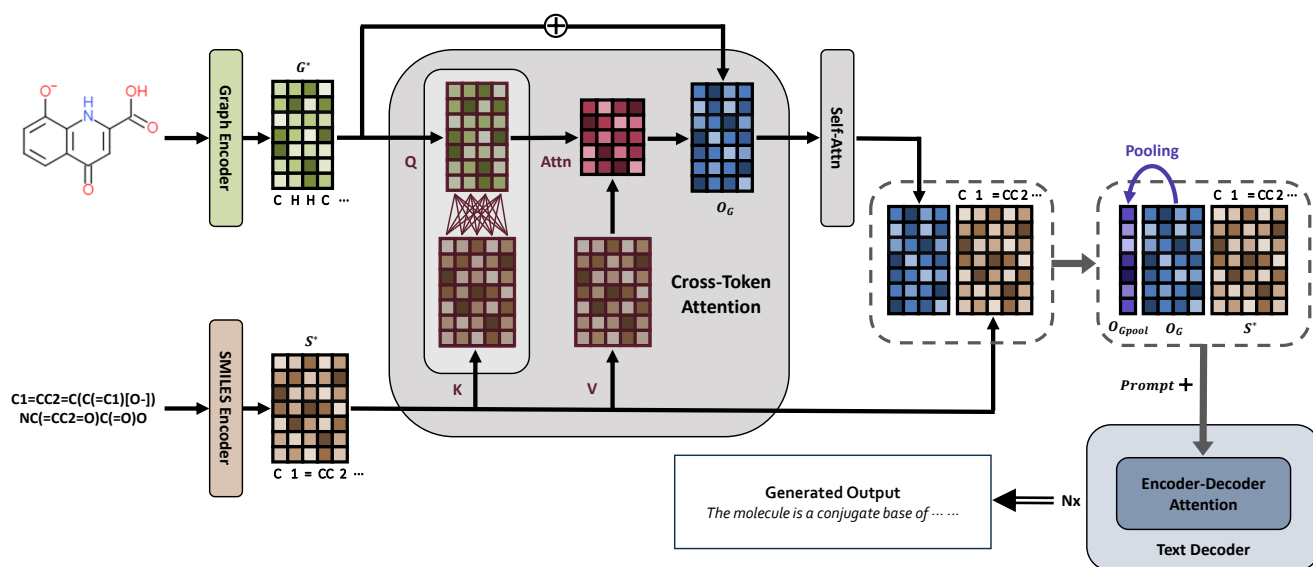 O⁻
OH
NH
O
O
Graph Encoder
G*
C H H C ...
Q
Attn
O_G
K
V
Cross-Token
Attention
Self-Attn
C1=CC2=C(C(=C1)[O-])
NC(=CC2=O)C(=O)O
SMILES Encoder
S*
C 1 = CC 2 ...
C 1 = CC 2 ...
Pooling
C 1 = CC 2 ...
O_Gpool
O_G
S*
Prompt +
Encoder-Decoder
Attention
Text Decoder
Nx
Generated Output
The molecule is a conjugate base of ... ...